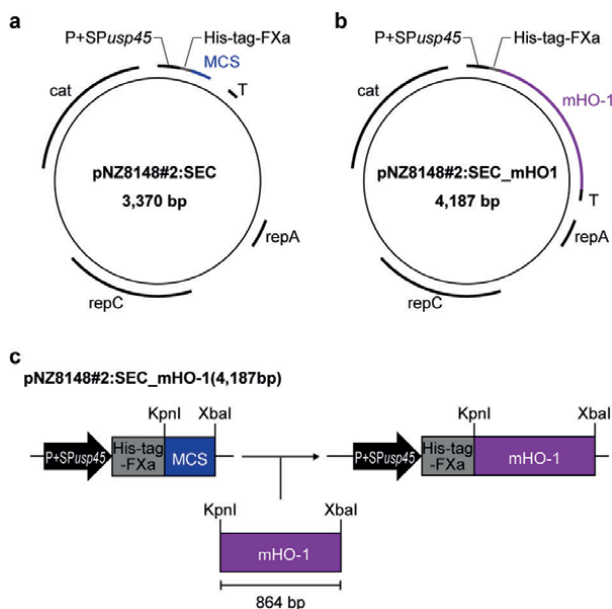 a
P+SPusp45
His-tag-FXa
MCS
cat
T
pNZ8148#2:SEC
3,370 bp
repA
repC
b
P+SPusp45
His-tag-FXa
mHO-1
cat
pNZ8148#2:SEC_mHO1
4,187 bp
T
repA
repC
c
pNZ8148#2:SEC_mHO-1(4,187bp)
KpnI
XbaI
P+SPusp45
His-tag
-FXa
MCS
KpnI
XbaI
mHO-1
864 bp
KpnI
XbaI
P+SPusp45
His-tag
-FXa
mHO-1